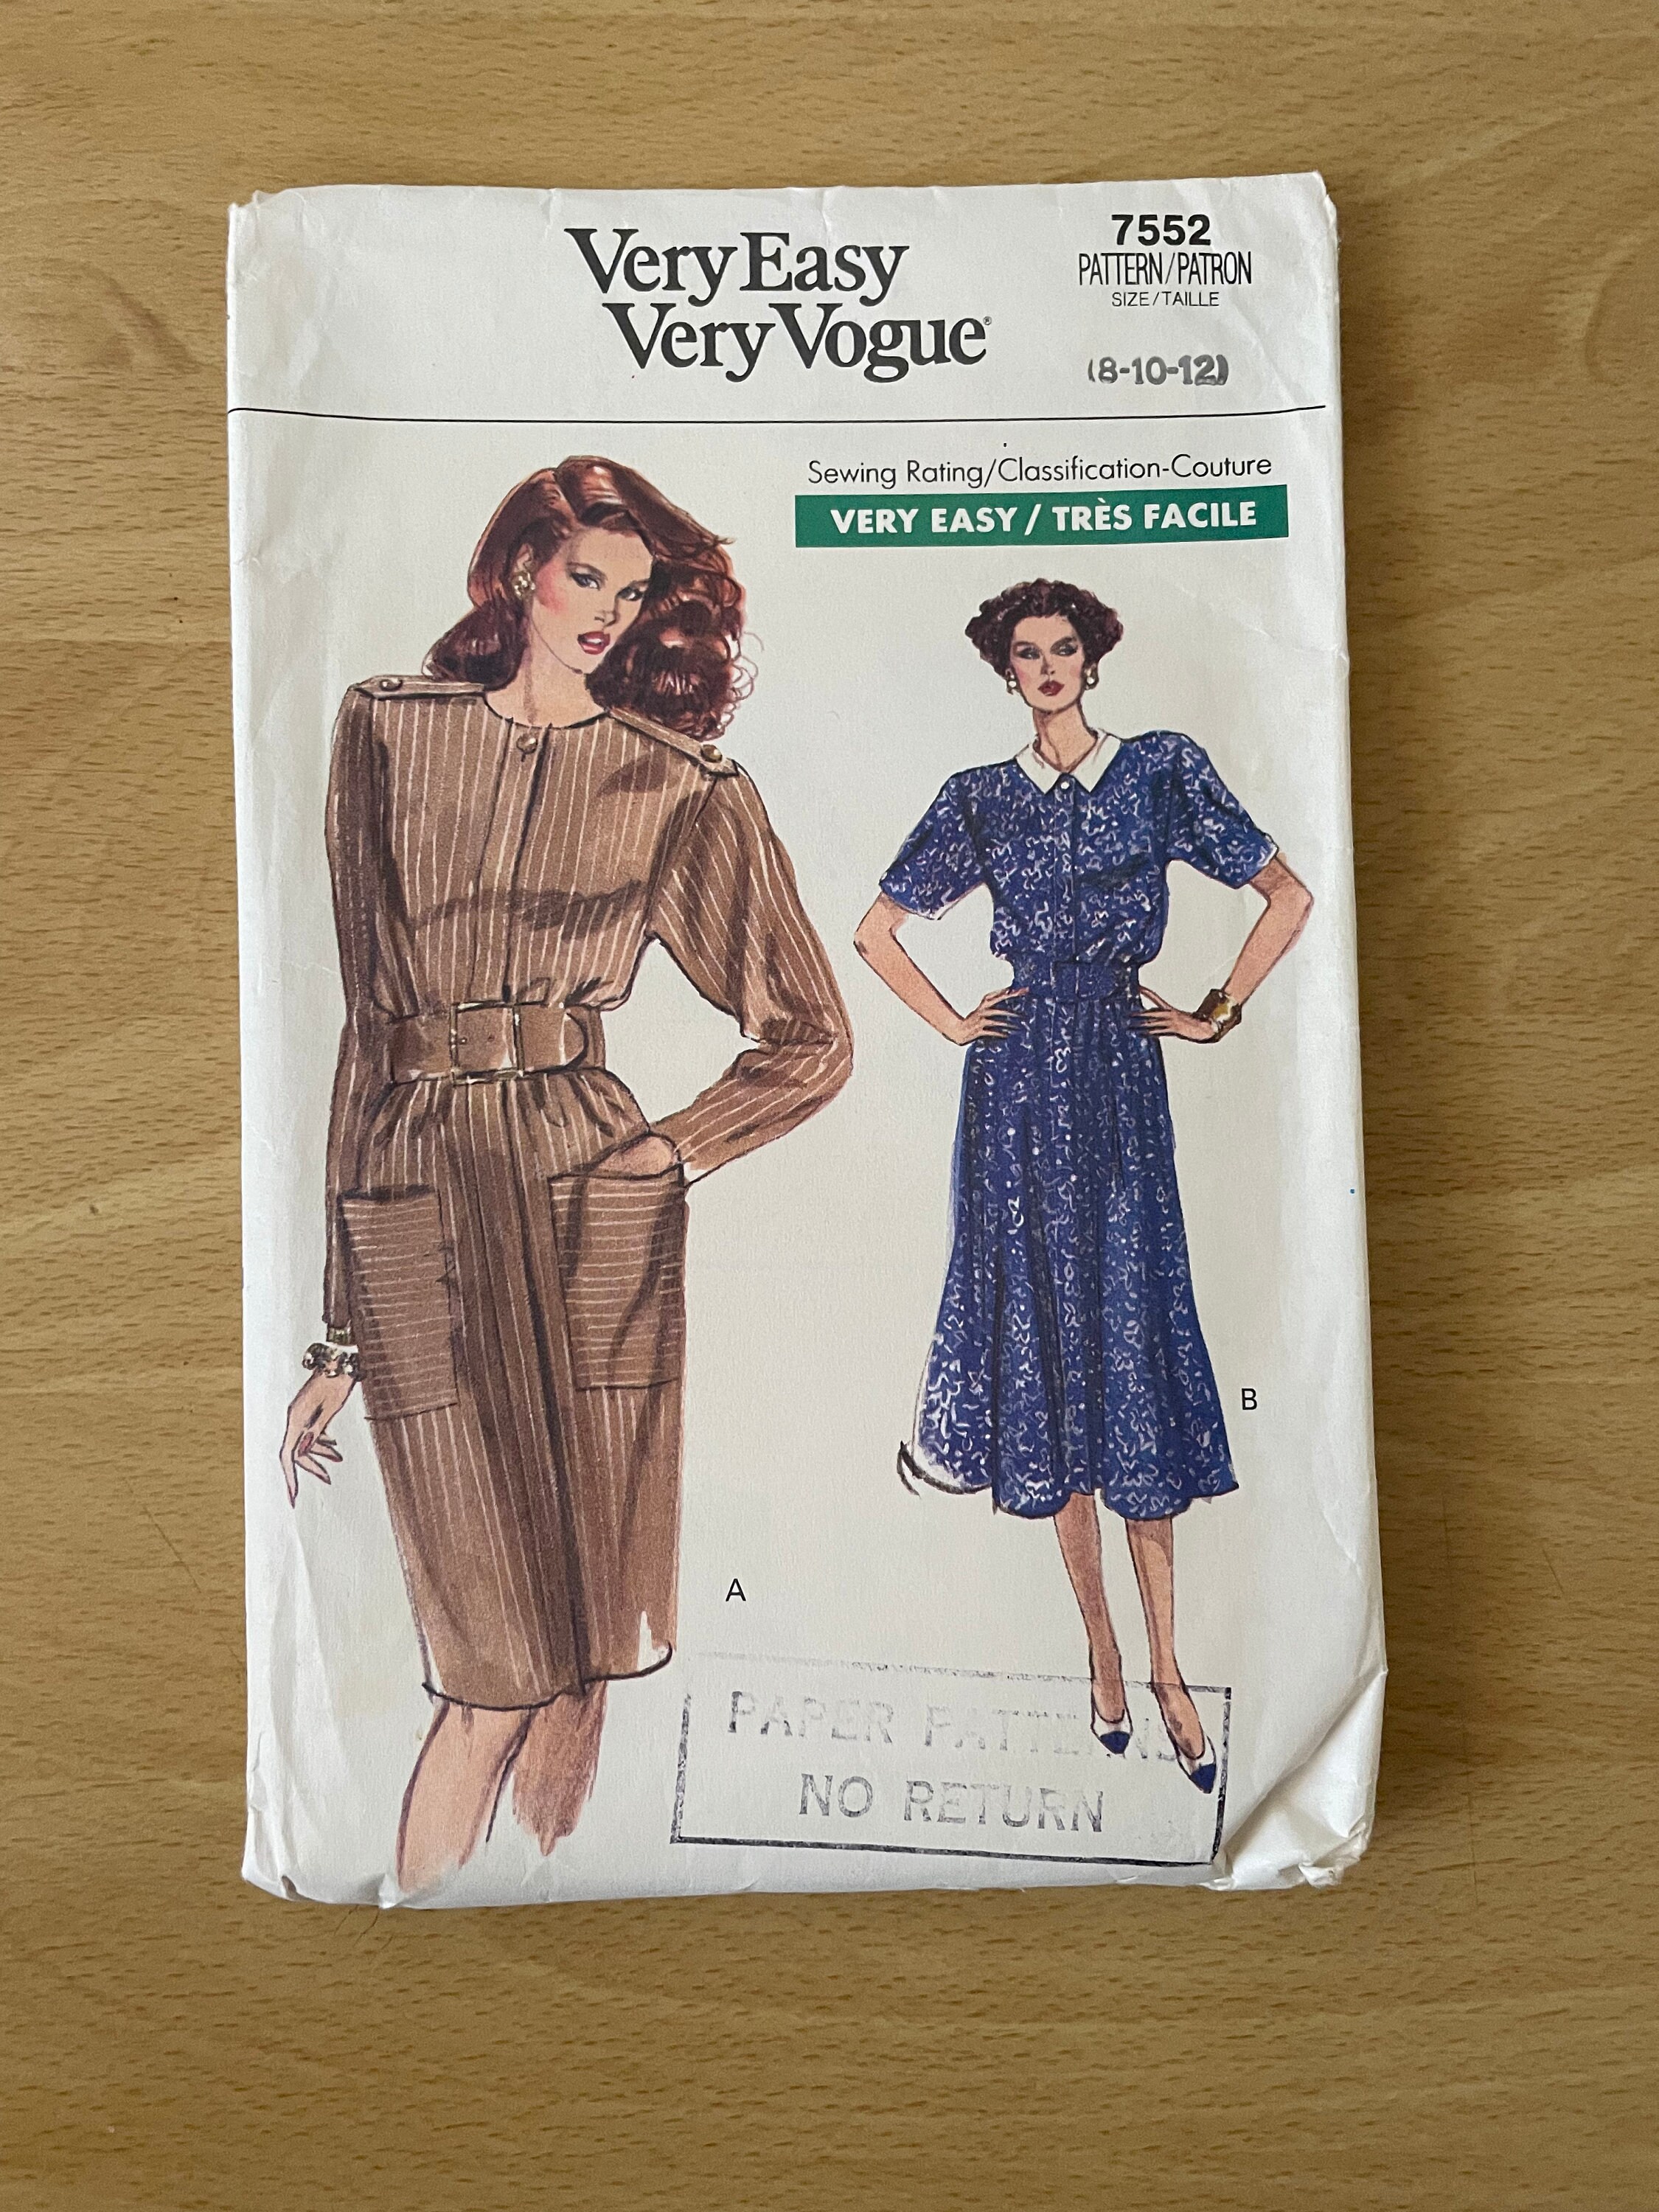 Very Easy
Very Vogue®
7552
PATTERN/PATRON
SIZE/TAILLE
(8-10-12)
Sewing Rating/Classification-Couture
VERY EASY / TRÈS FACILE
B
A
PAPER PATTERNS
NO RETURN